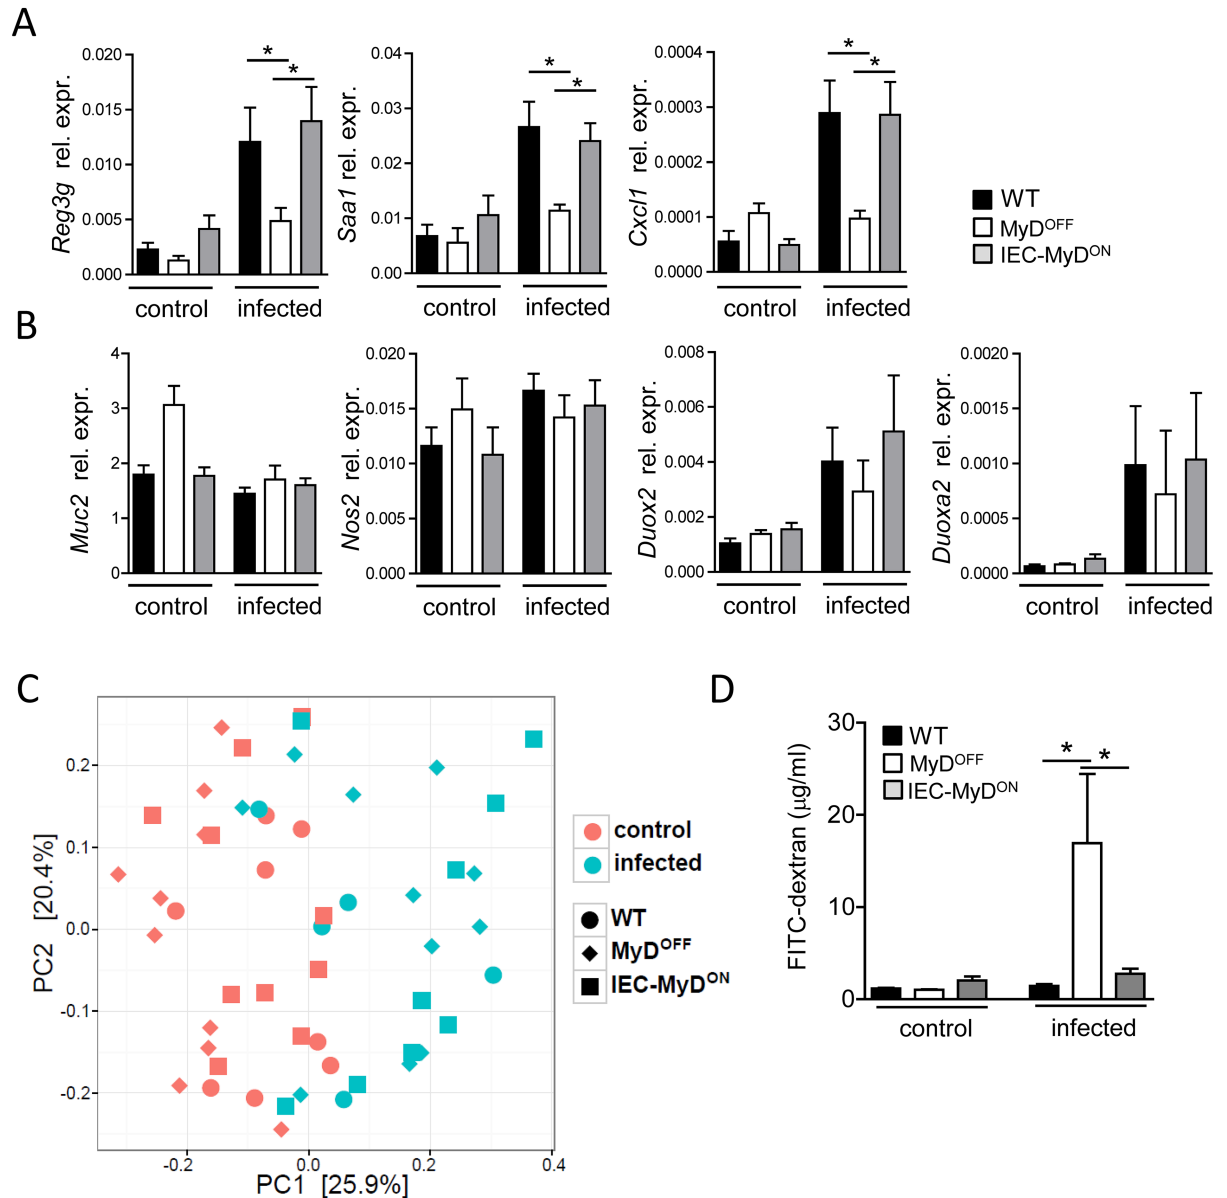 A
Reg3g rel. expr.
0.020
0.015
0.010
0.005
0.000
* *
control infected
Saa1 rel. expr.
0.04
0.03
0.02
0.01
0.00
* *
control infected
Cxcl1 rel. expr.
0.0004
0.0003
0.0002
0.0001
0.0000
* *
control infected
WT
MyDOFF
IEC-MyDON
B
Muc2 rel. expr.
4
3
2
1
0
control infected
Nos2 rel. expr.
0.020
0.015
0.010
0.005
0.000
control infected
Duox2 rel. expr.
0.008
0.006
0.004
0.002
0.000
control infected
Duoxa2 rel. expr.
0.0020
0.0015
0.0010
0.0005
0.0000
control infected
C
PC2 [20.4%]
0.2
0.1
0.0
-0.1
-0.2
-0.2 0.0 0.2 0.4
PC1 [25.9%]
control
infected
WT
MyDOFF
IEC-MyDON
D
FITC-dextran (µg/ml)
30
20
10
0
WT
MyDOFF
IEC-MyDON
* *
control infected